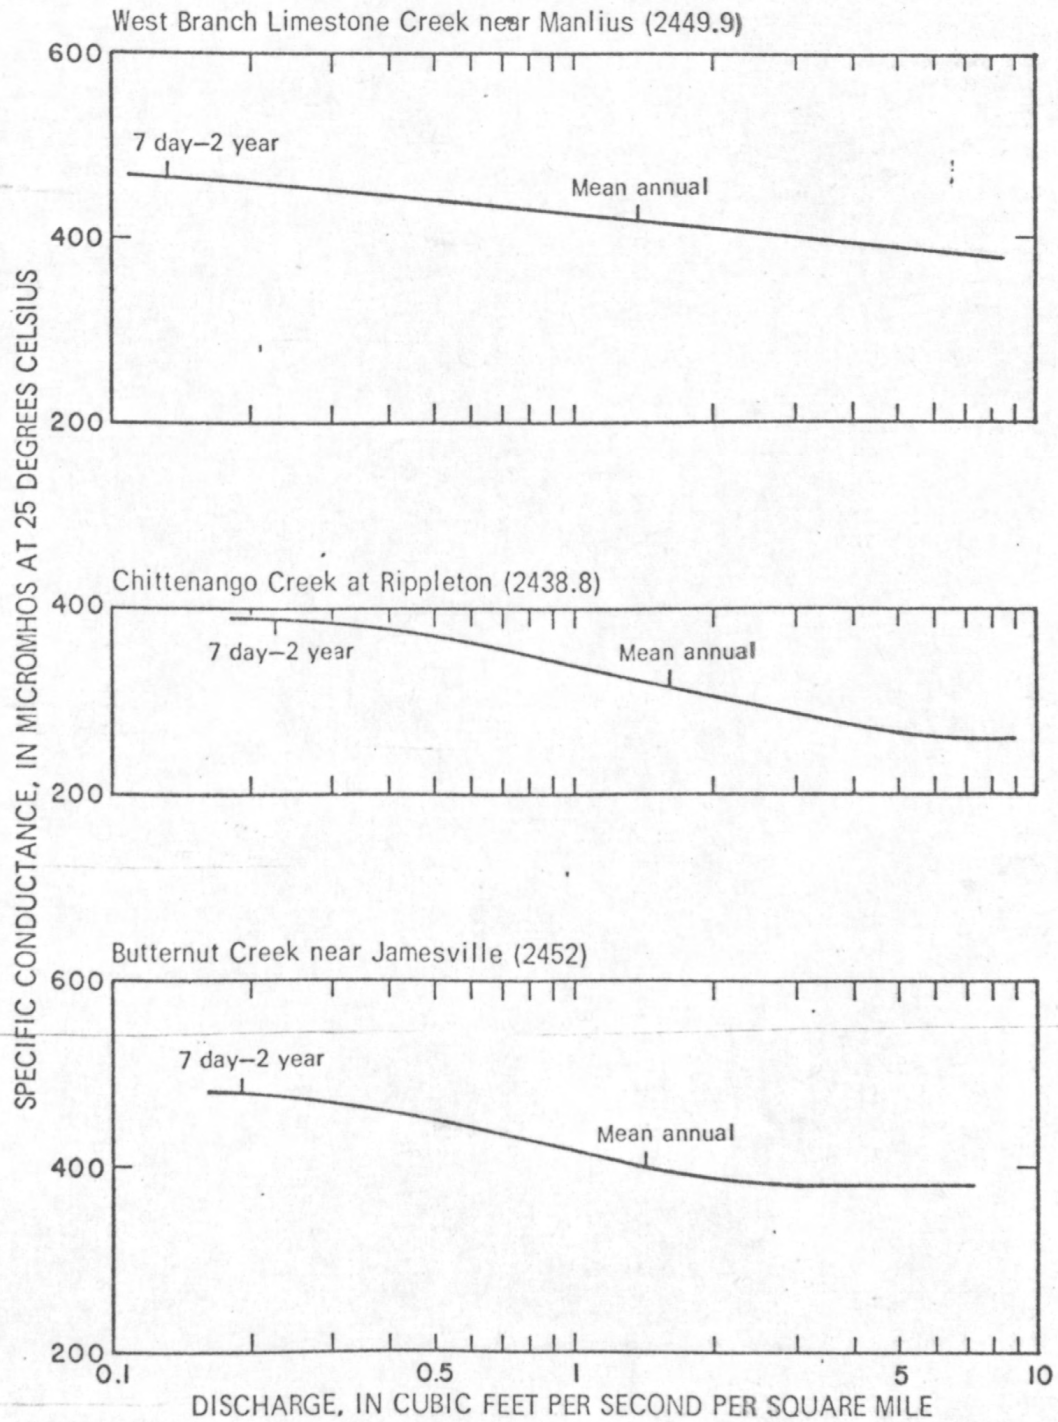 West Branch Limestone Creek near Manlius (2449.9)
600
7 day—2 year
Mean annual
400
200
Chittenango Creek at Rippleton (2438.8)
400
7 day—2 year
Mean annual
200
Butternut Creek near Jamesville (2452)
600
7 day—2 year
Mean annual
400
200
0.1 0.5 1 5 10
DISCHARGE, IN CUBIC FEET PER SECOND PER SQUARE MILE
SPECIFIC CONDUCTANCE, IN MICROMHOS AT 25 DEGREES CELSIUS